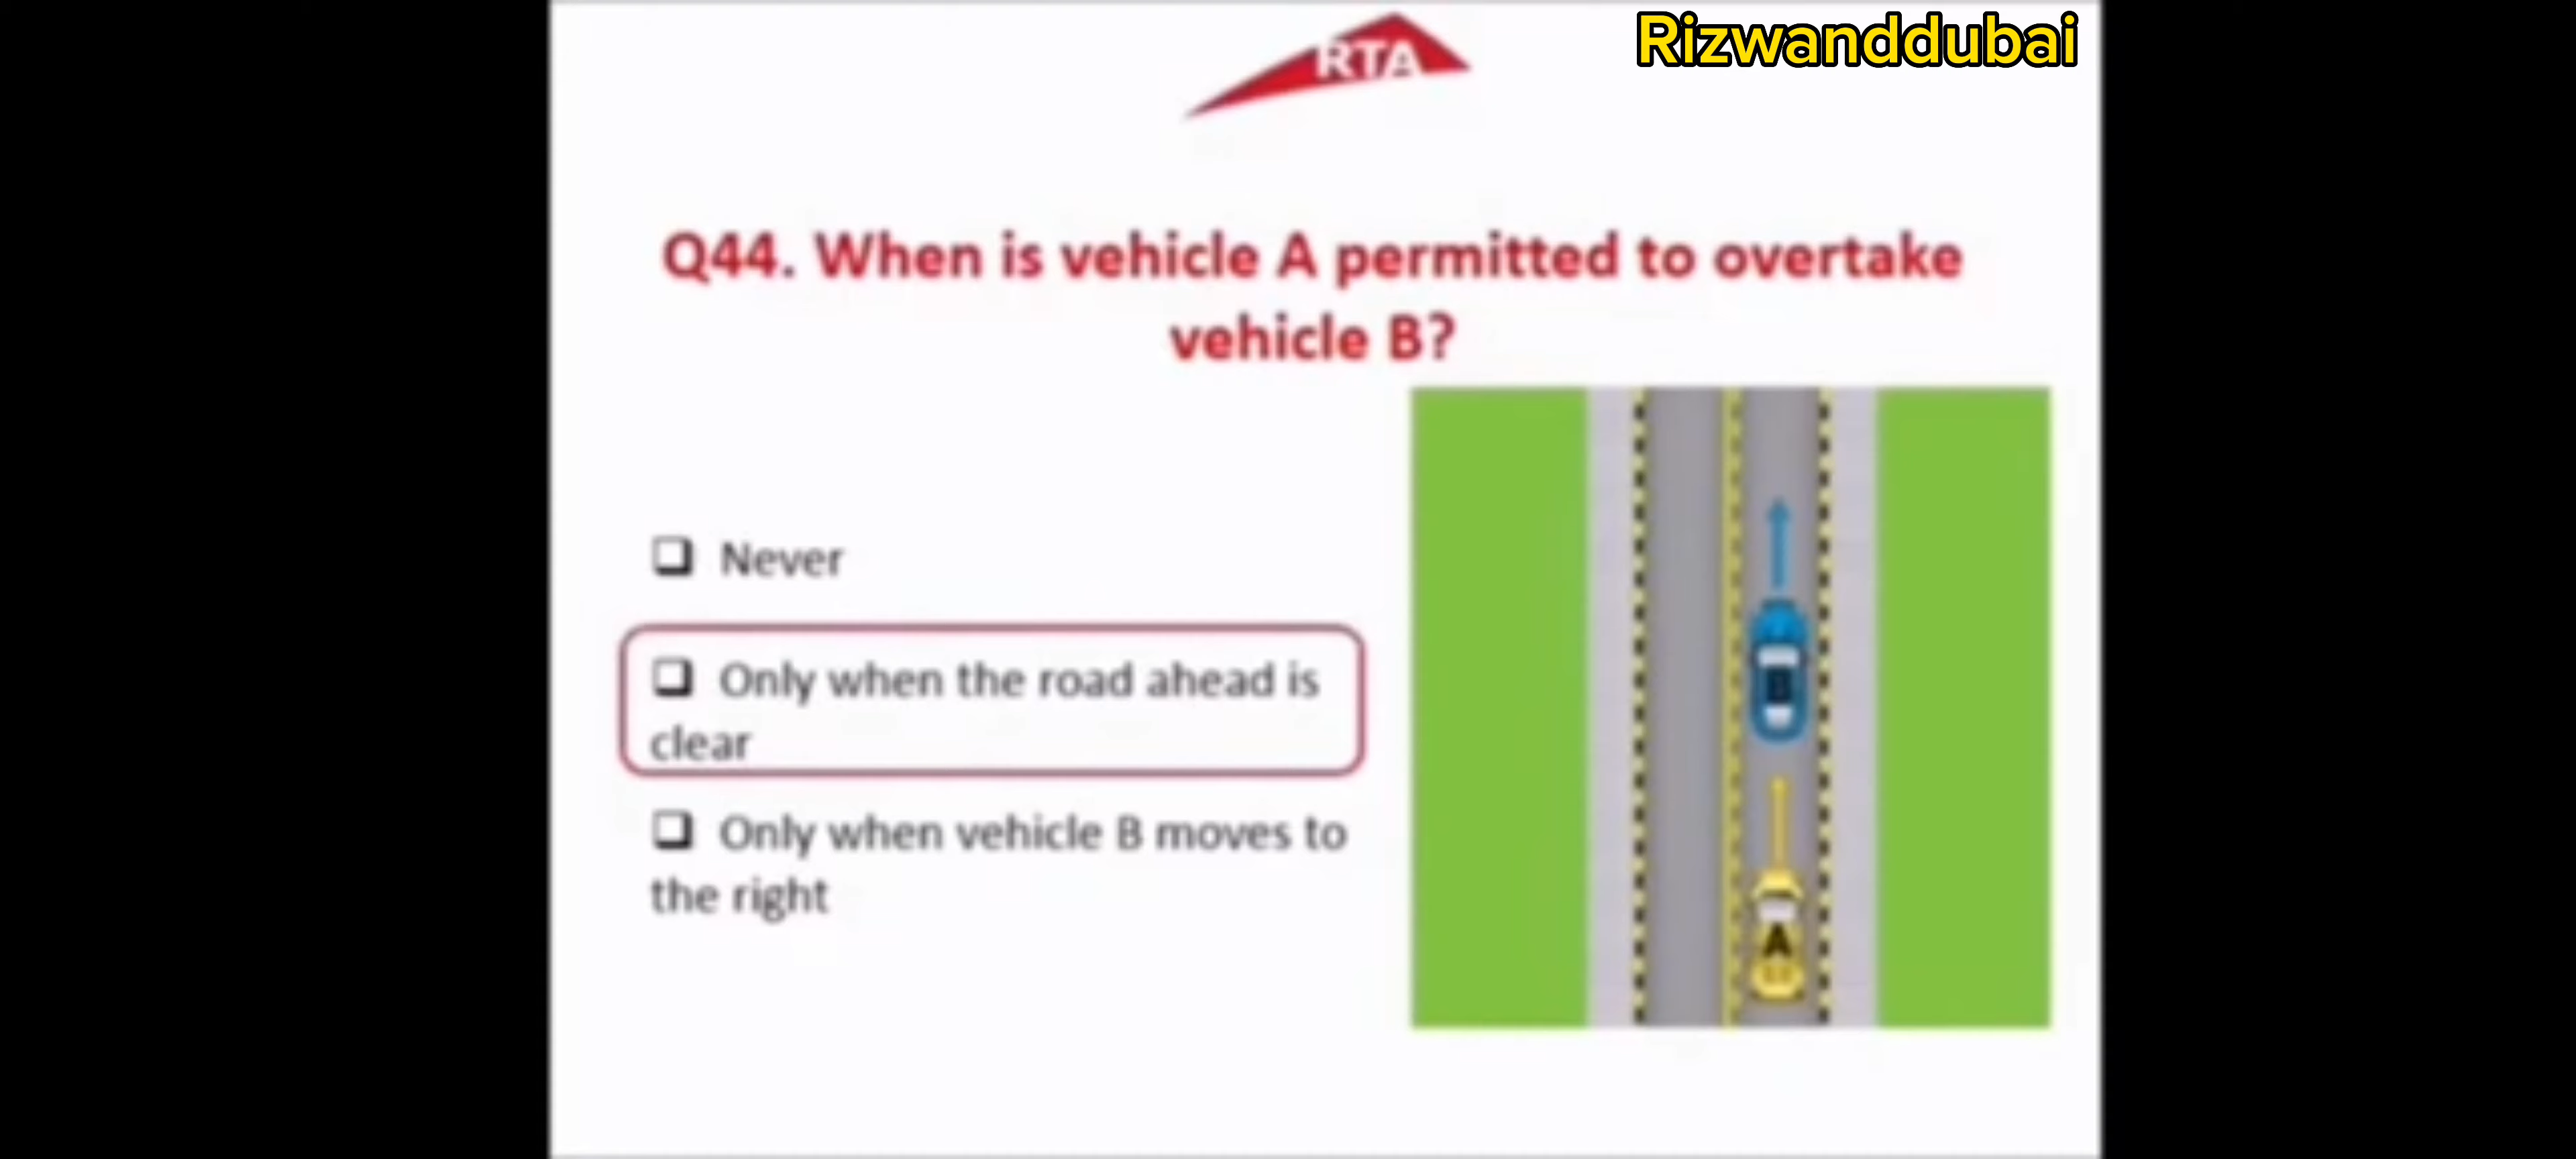 RTA
Rizwanddubai
Q44. When is vehicle A permitted to overtake
vehicle B?
❑ Never
❑ Only when the road ahead is
clear
❑ Only when vehicle B moves to
the right
B
A